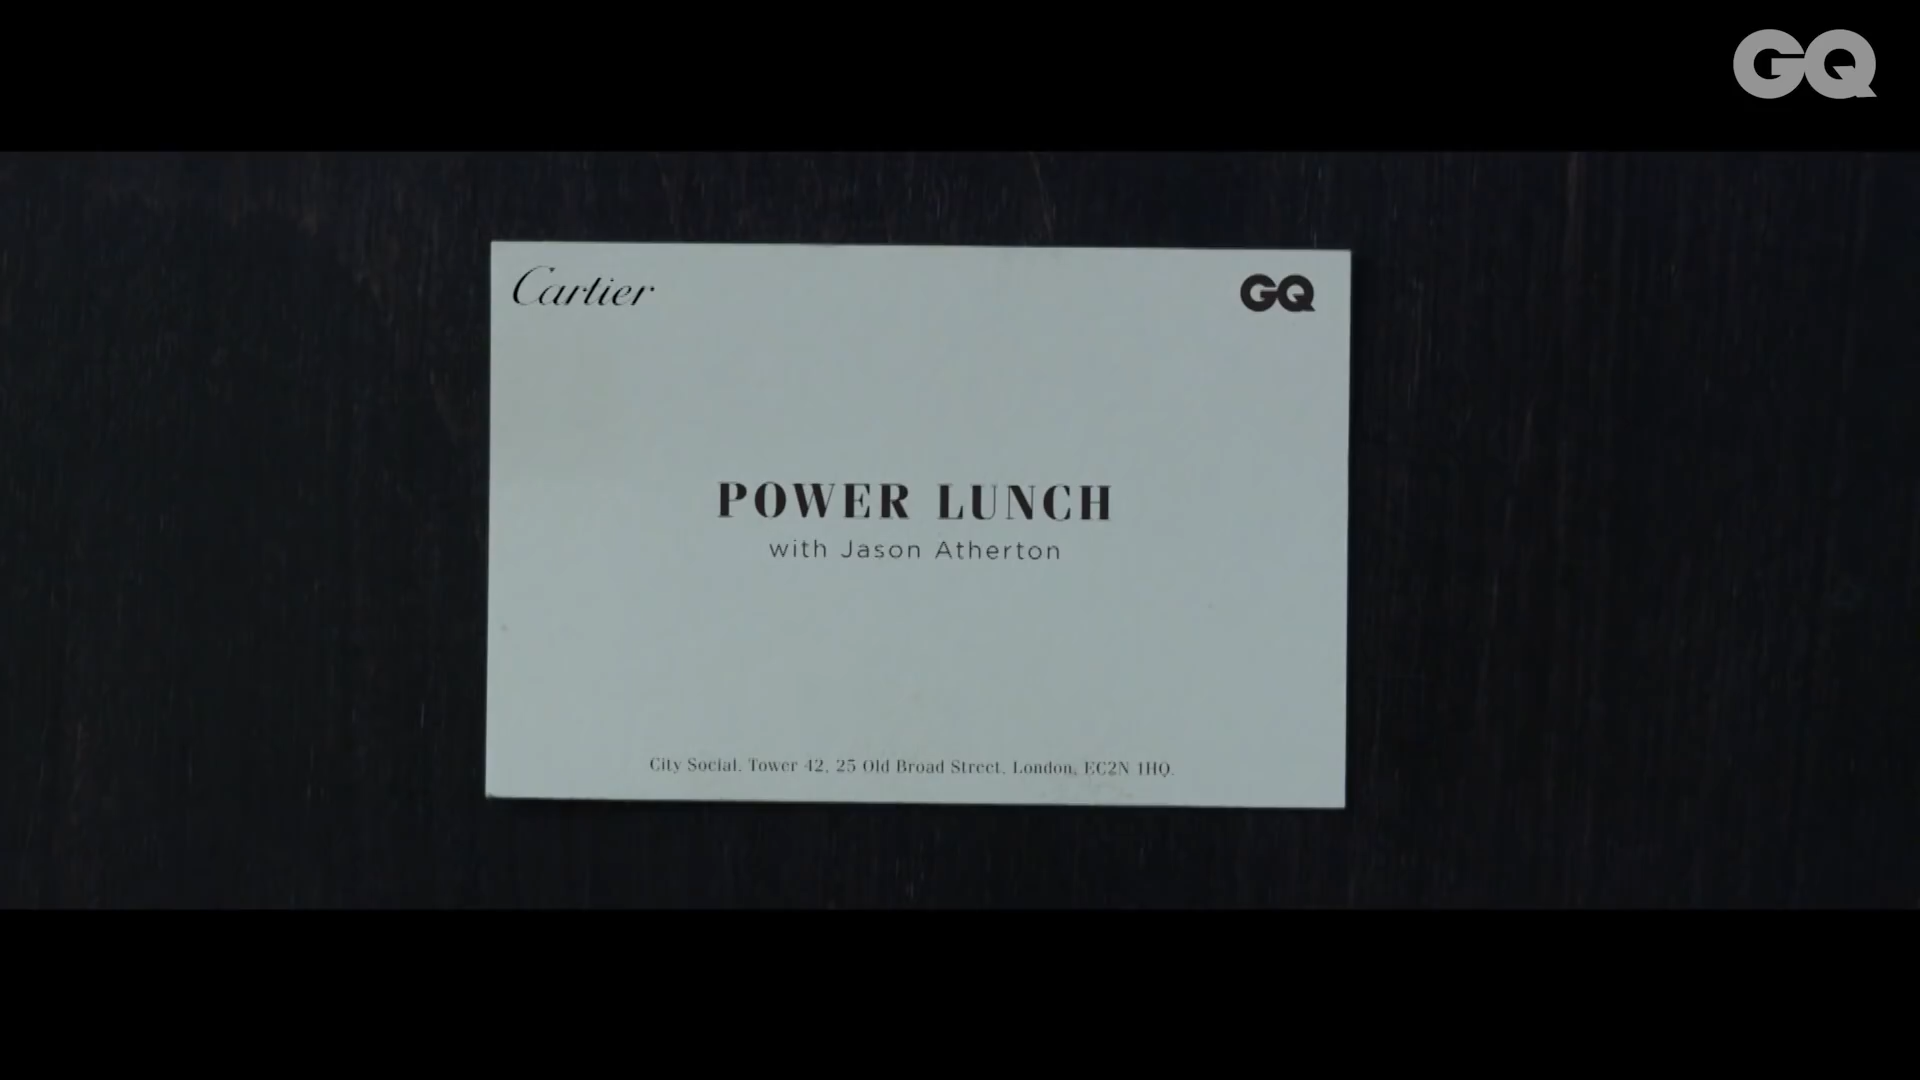 GQ
Cartier
GQ
POWER LUNCH
with Jason Atherton
City Social, Tower 42, 25 Old Broad Street, London, EC2N 1HQ.